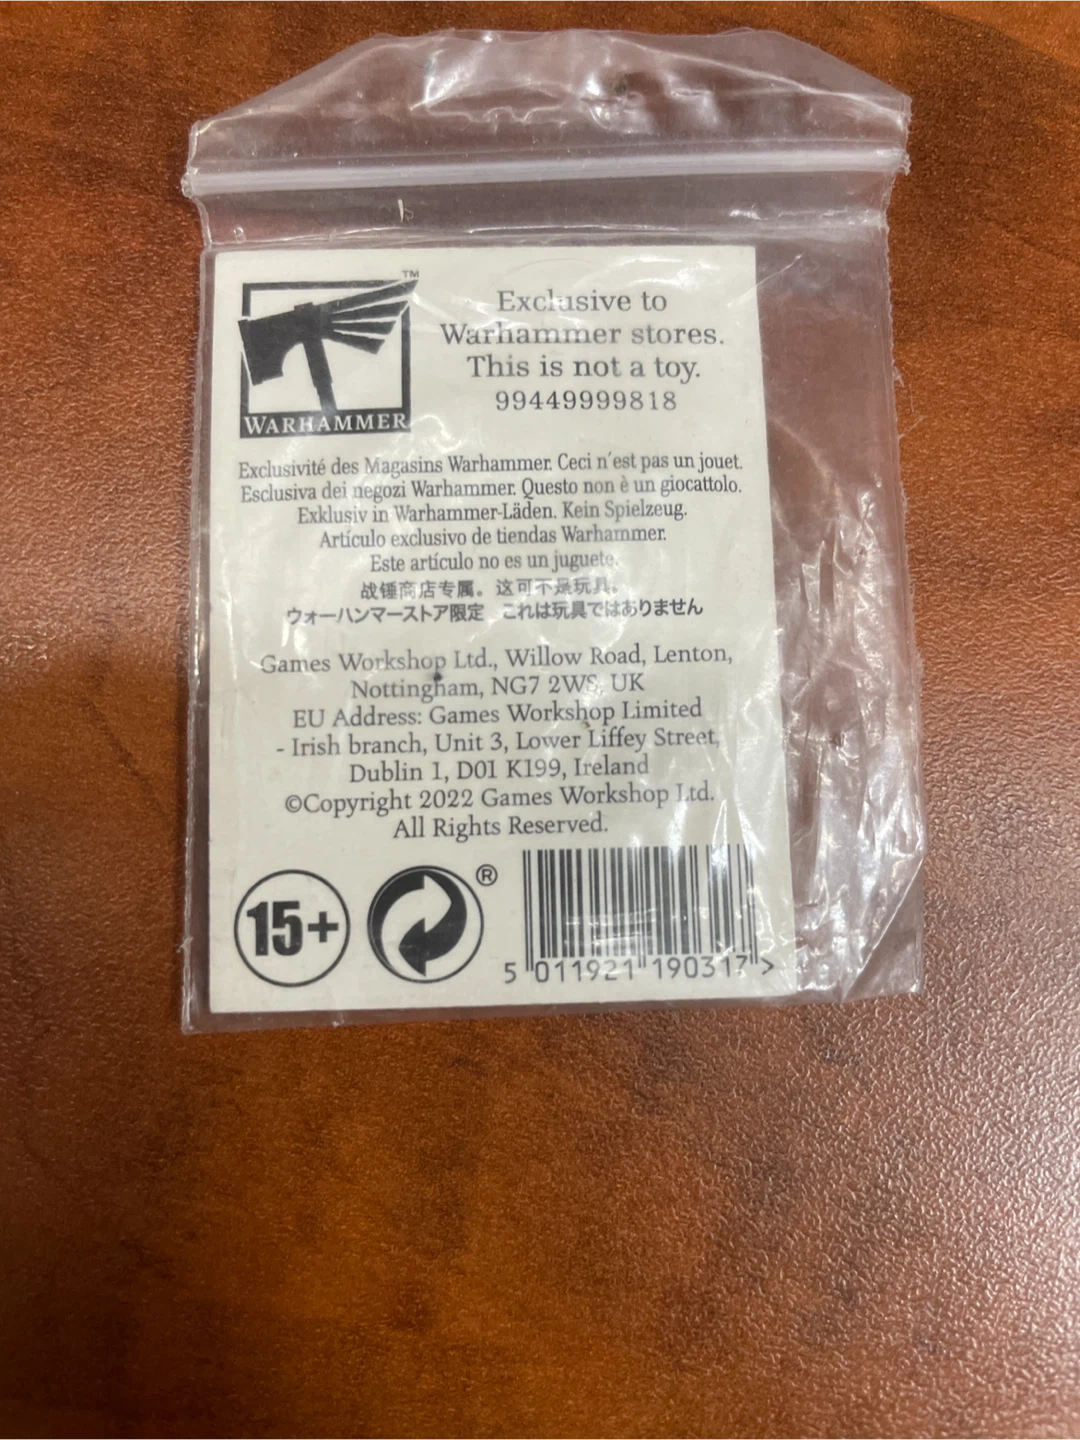 TM
WARHAMMER
Exclusive to
Warhammer stores.
This is not a toy.
99449999818
Exclusivité des Magasins Warhammer. Ceci n'est pas un jouet.
Esclusiva dei negozi Warhammer. Questo non è un giocattolo.
Exklusiv in Warhammer-Läden. Kein Spielzeug.
Artículo exclusivo de tiendas Warhammer.
Este artículo no es un juguete.
战锤商店专属。这可不是玩具。
ウォーハンマーストア限定 これは玩具ではありません
Games Workshop Ltd., Willow Road, Lenton,
Nottingham, NG7 2WS, UK
EU Address: Games Workshop Limited
- Irish branch, Unit 3, Lower Liffey Street,
Dublin 1, D01 K199, Ireland
©Copyright 2022 Games Workshop Ltd.
All Rights Reserved.
15+
®
5 011921 190317 >